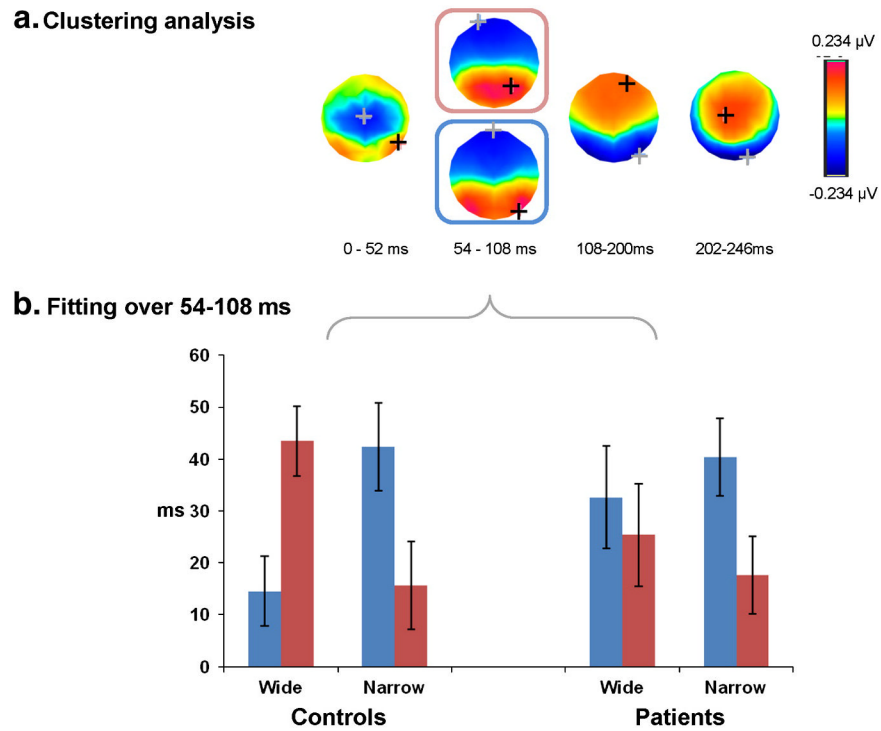 a. Clustering analysis
0.234 µV
-0.234 µV
0 - 52 ms
54 - 108 ms
108-200ms
202-246ms
b. Fitting over 54-108 ms
60
50
40
ms
30
20
10
0
Wide
Narrow
Wide
Narrow
Controls
Patients